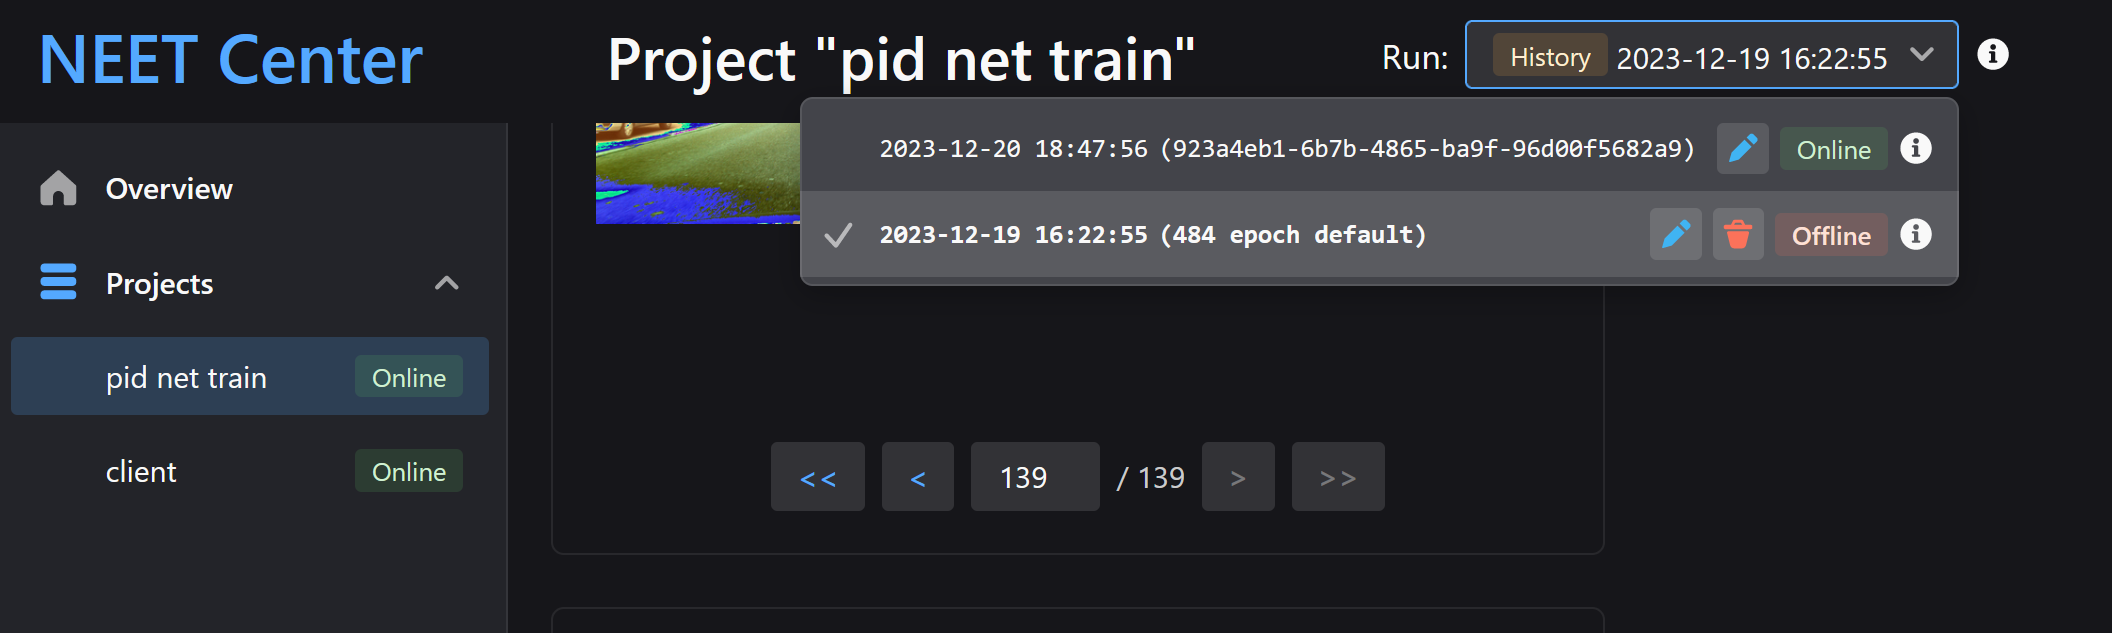 NEET Center
Project "pid net train"
Run:
History 2023-12-19 16:22:55
2023-12-20 18:47:56 (923a4eb1-6b7b-4865-ba9f-96d00f5682a9) Online
2023-12-19 16:22:55 (484 epoch default) Offline
Overview
Projects
pid net train Online
client Online
<< < 139 / 139 > >>